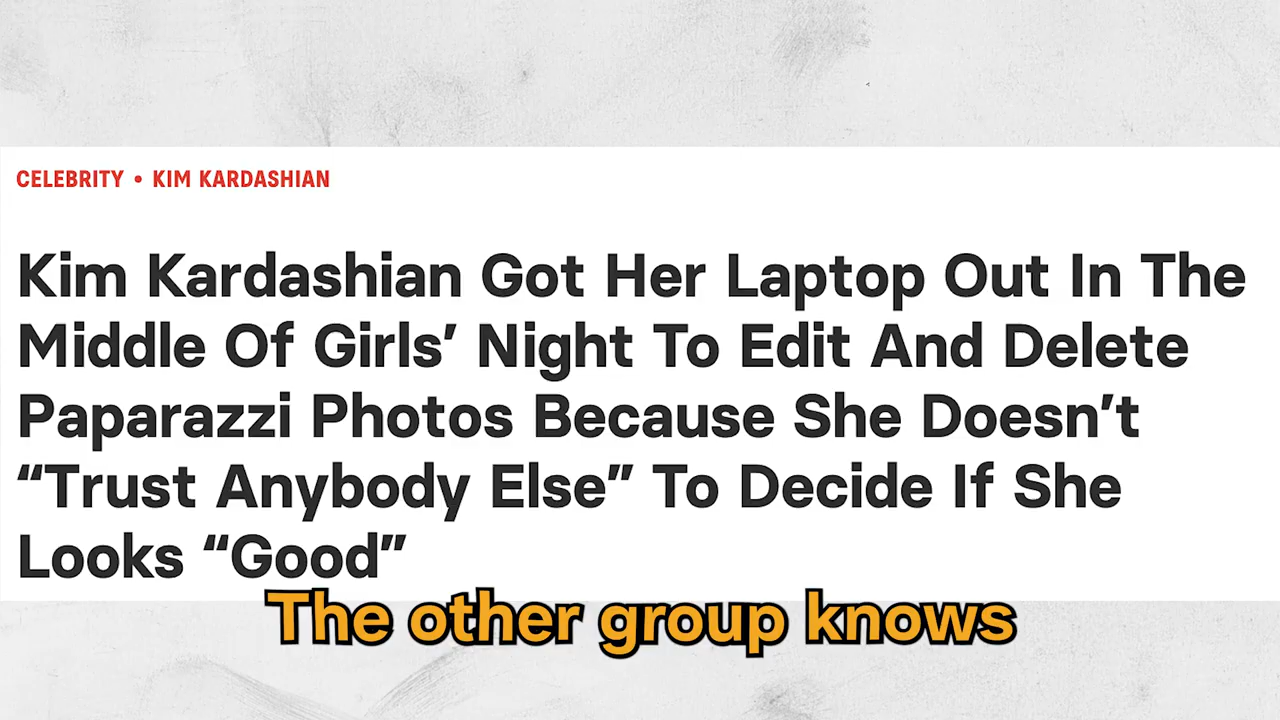 CELEBRITY • KIM KARDASHIAN
Kim Kardashian Got Her Laptop Out In The
Middle Of Girls’ Night To Edit And Delete
Paparazzi Photos Because She Doesn’t
“Trust Anybody Else” To Decide If She
Looks “Good”
The other group knows